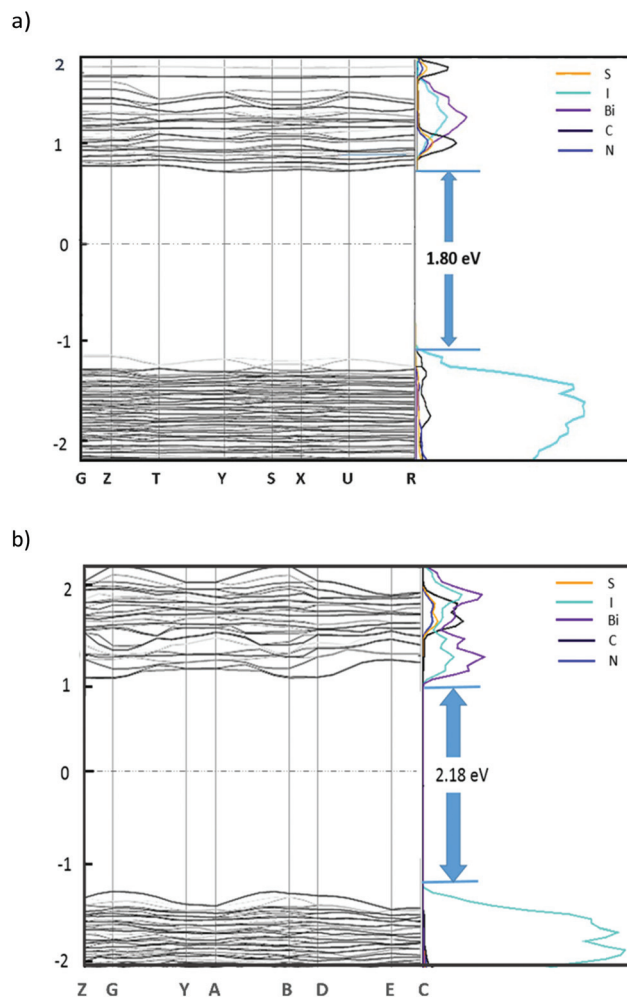 a)
2
1
0
-1
-2
G Z T Y S X U R
S
I
Bi
C
N
1.80 eV
b)
2
1
0
-1
-2
Z G Y A B D E C
S
I
Bi
C
N
2.18 eV